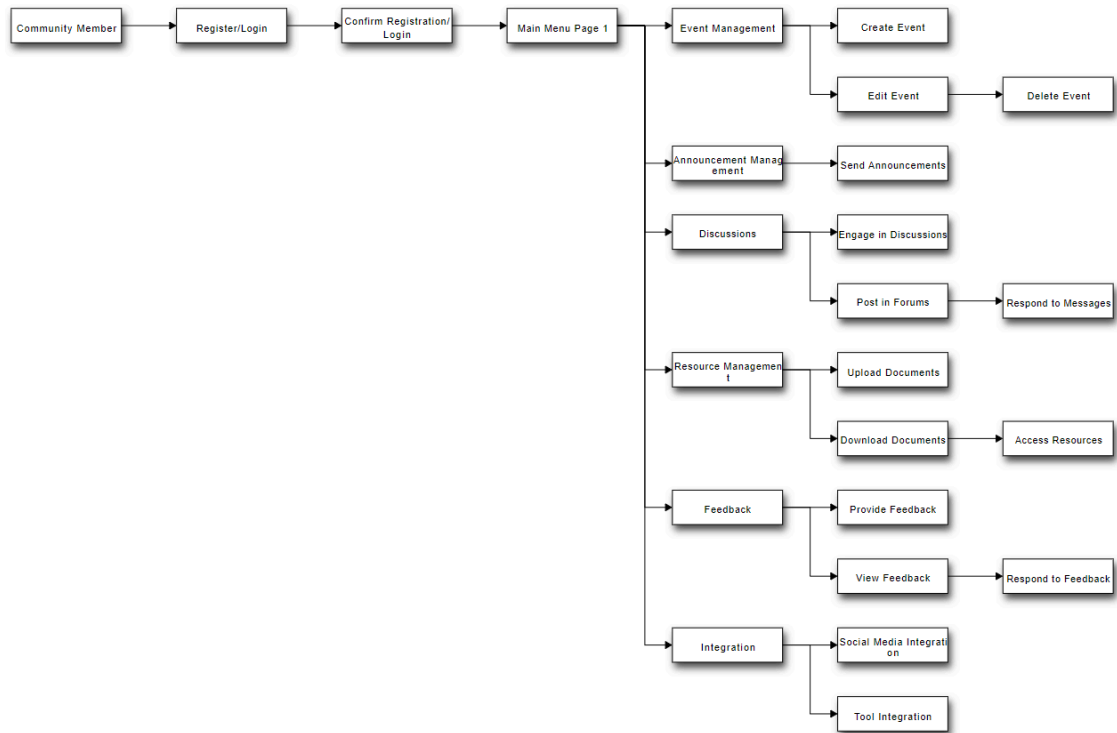 Community Member
Register/Login
Confirm Registration/
Login
Main Menu Page 1
Event Management
Create Event
Edit Event
Delete Event
Announcement Manag
ement
Send Announcements
Discussions
Engage in Discussions
Post in Forums
Respond to Messages
Resource Managemen
t
Upload Documents
Download Documents
Access Resources
Feedback
Provide Feedback
View Feedback
Respond to Feedback
Integration
Social Media Integrati
on
Tool Integration